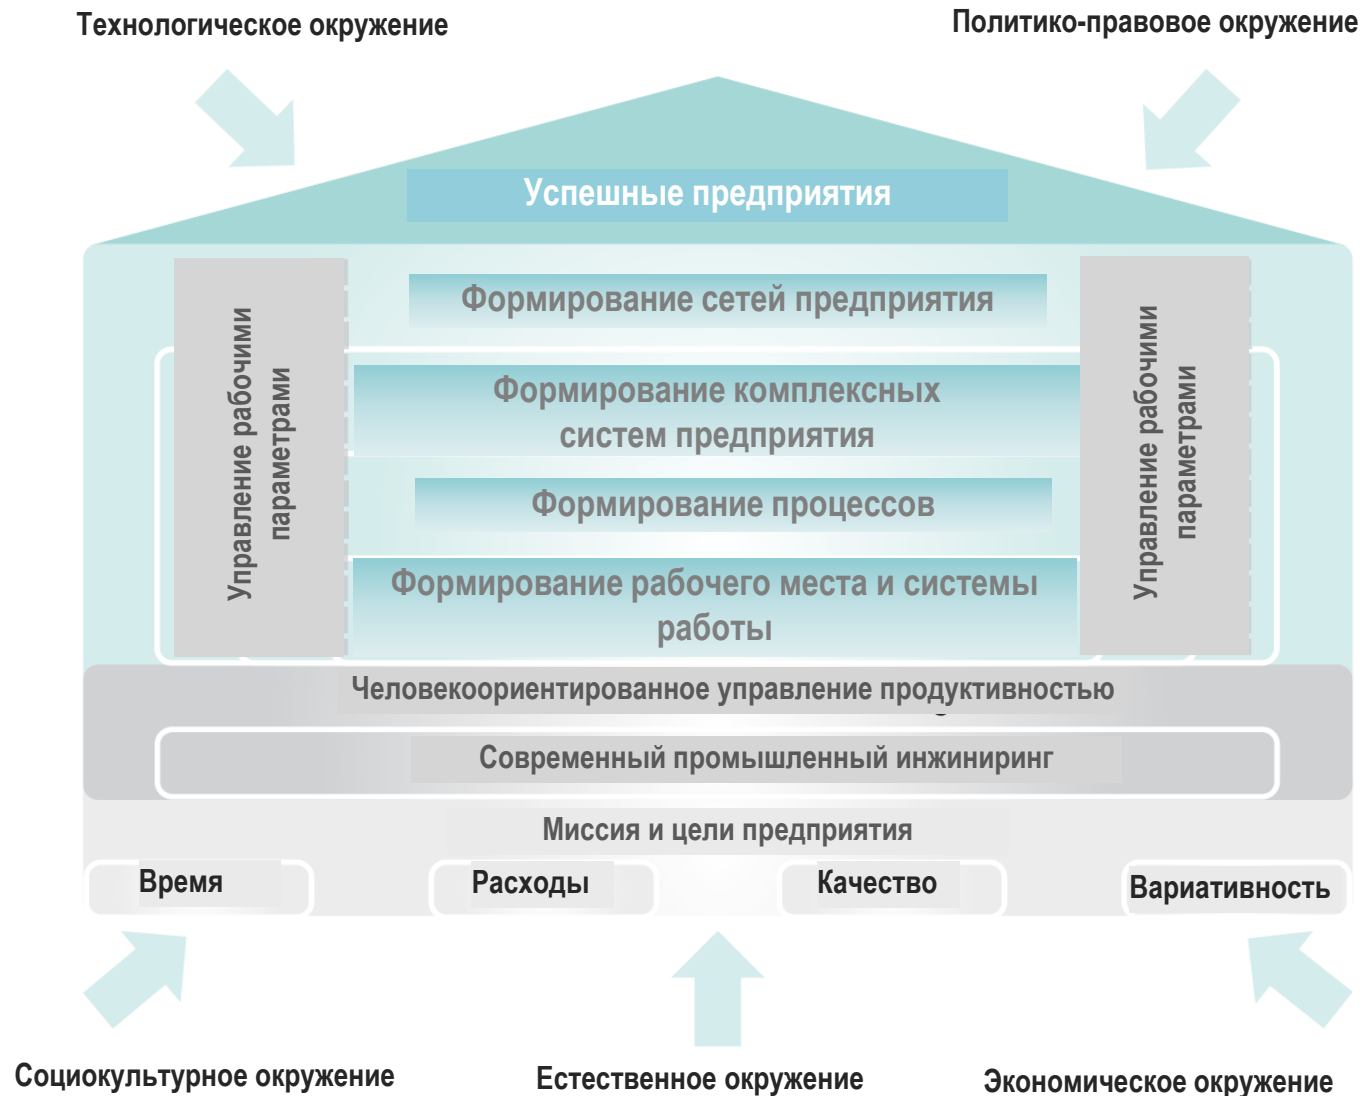 Технологическое окружение
Политико-правовое окружение
Успешные предприятия
Управление рабочими
параметрами
Формирование сетей предприятия
Формирование комплексных
систем предприятия
Формирование процессов
Формирование рабочего места и системы
работы
Управление рабочими
параметрами
Человекоориентированное управление продуктивностью
Современный промышленный инжиниринг
Миссия и цели предприятия
Время
Расходы
Качество
Вариативность
Социокультурное окружение
Естественное окружение
Экономическое окружение